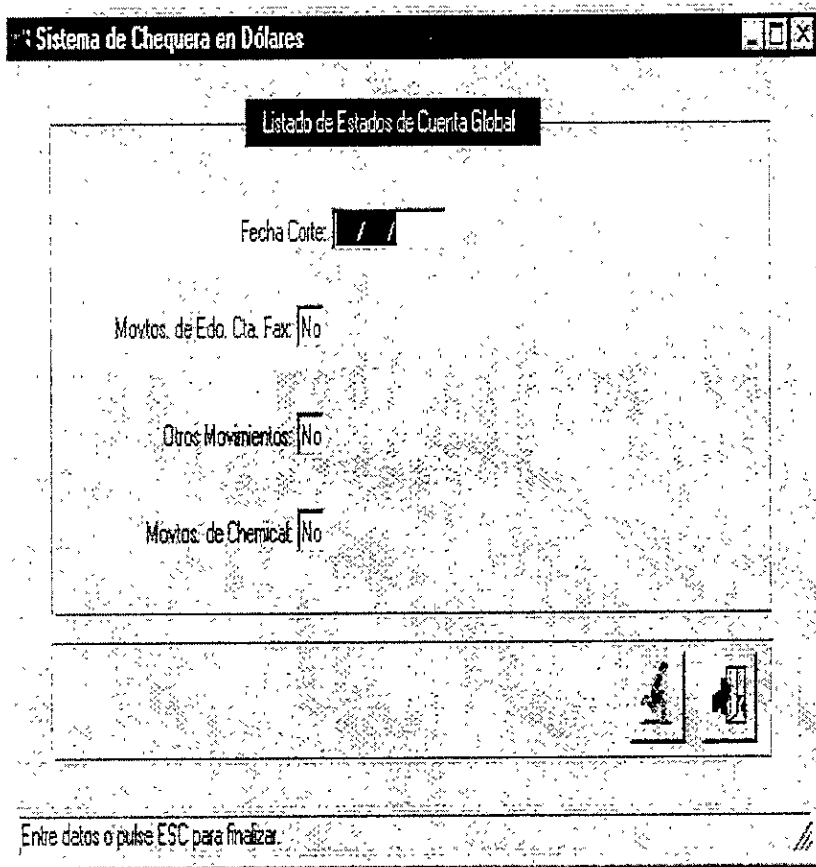 Sistema de Chequera en Dólares
Listado de Estados de Cuenta Global
Fecha Corte: / /
Movtos. de Edo. Cta. Fax: No
Otros Movimientos: No
Movtos. de Chemical: No
Entre datos o pulse ESC para finalizar.